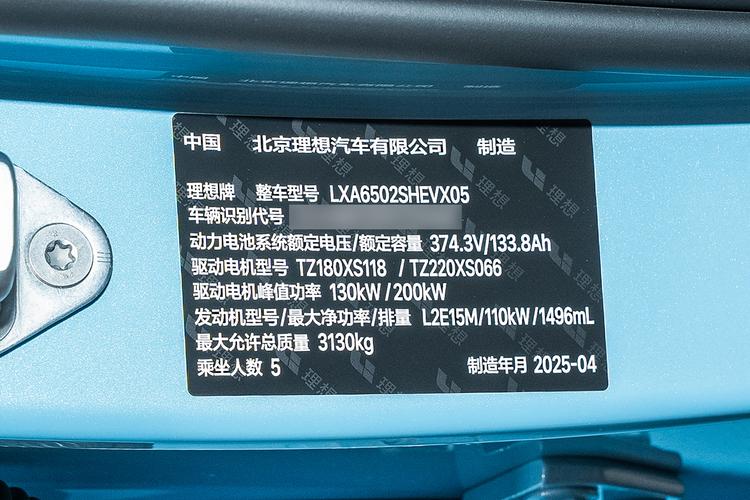 中国 北京理想汽车有限公司 制造
理想牌 整车型号 LXA6502SHEVX05
车辆识别代号
动力电池系统额定电压/额定容量 374.3V/133.8Ah
驱动电机型号 TZ180XS118 / TZ220XS066
驱动电机峰值功率 130kW / 200kW
发动机型号/最大净功率/排量 L2E15M/110kW/1496mL
最大允许总质量 3130kg
乘坐人数 5 制造年月 2025-04